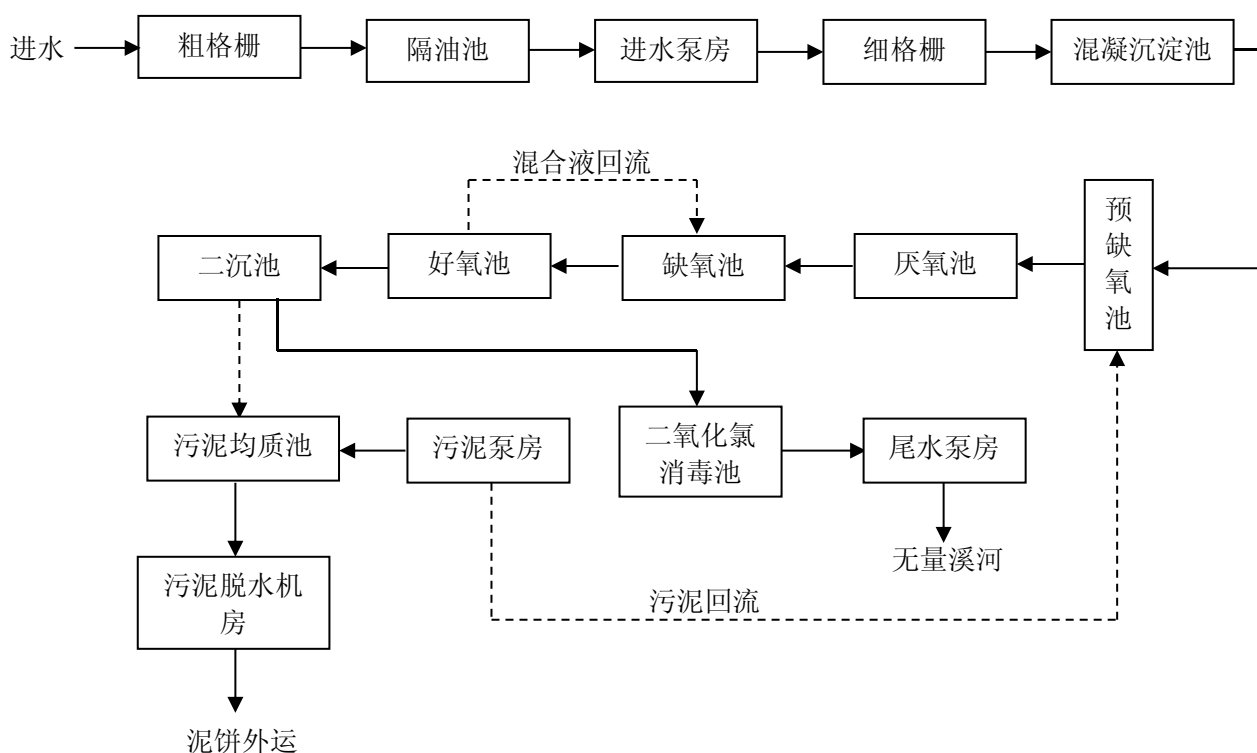 进水
粗格栅
隔油池
进水泵房
细格栅
混凝沉淀池
混合液回流
二沉池
好氧池
缺氧池
厌氧池
预
缺
氧
池
污泥均质池
污泥泵房
二氧化氯
消毒池
尾水泵房
无量溪河
污泥脱水机
房
污泥回流
泥饼外运